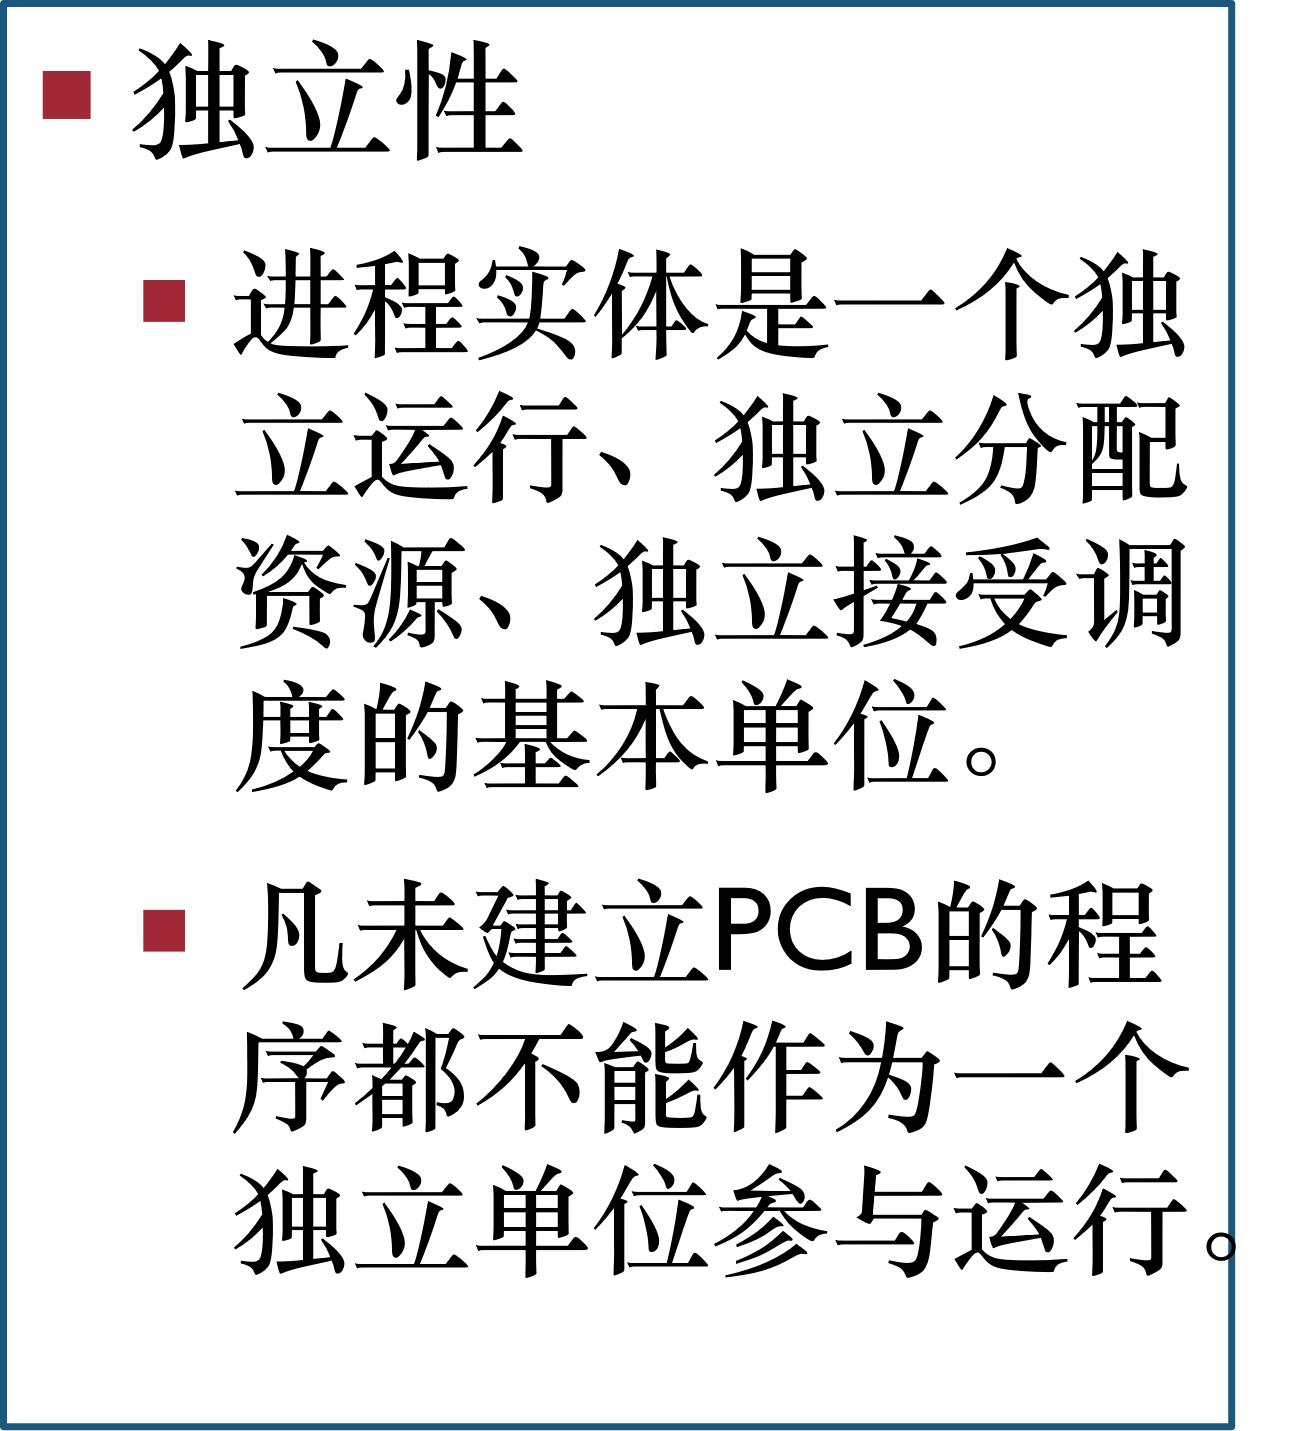 独立性
进程实体是一个独
立运行、独立分配
资源、独立接受调
度的基本单位。
凡未建立PCB的程
序都不能作为一个
独立单位参与运行。